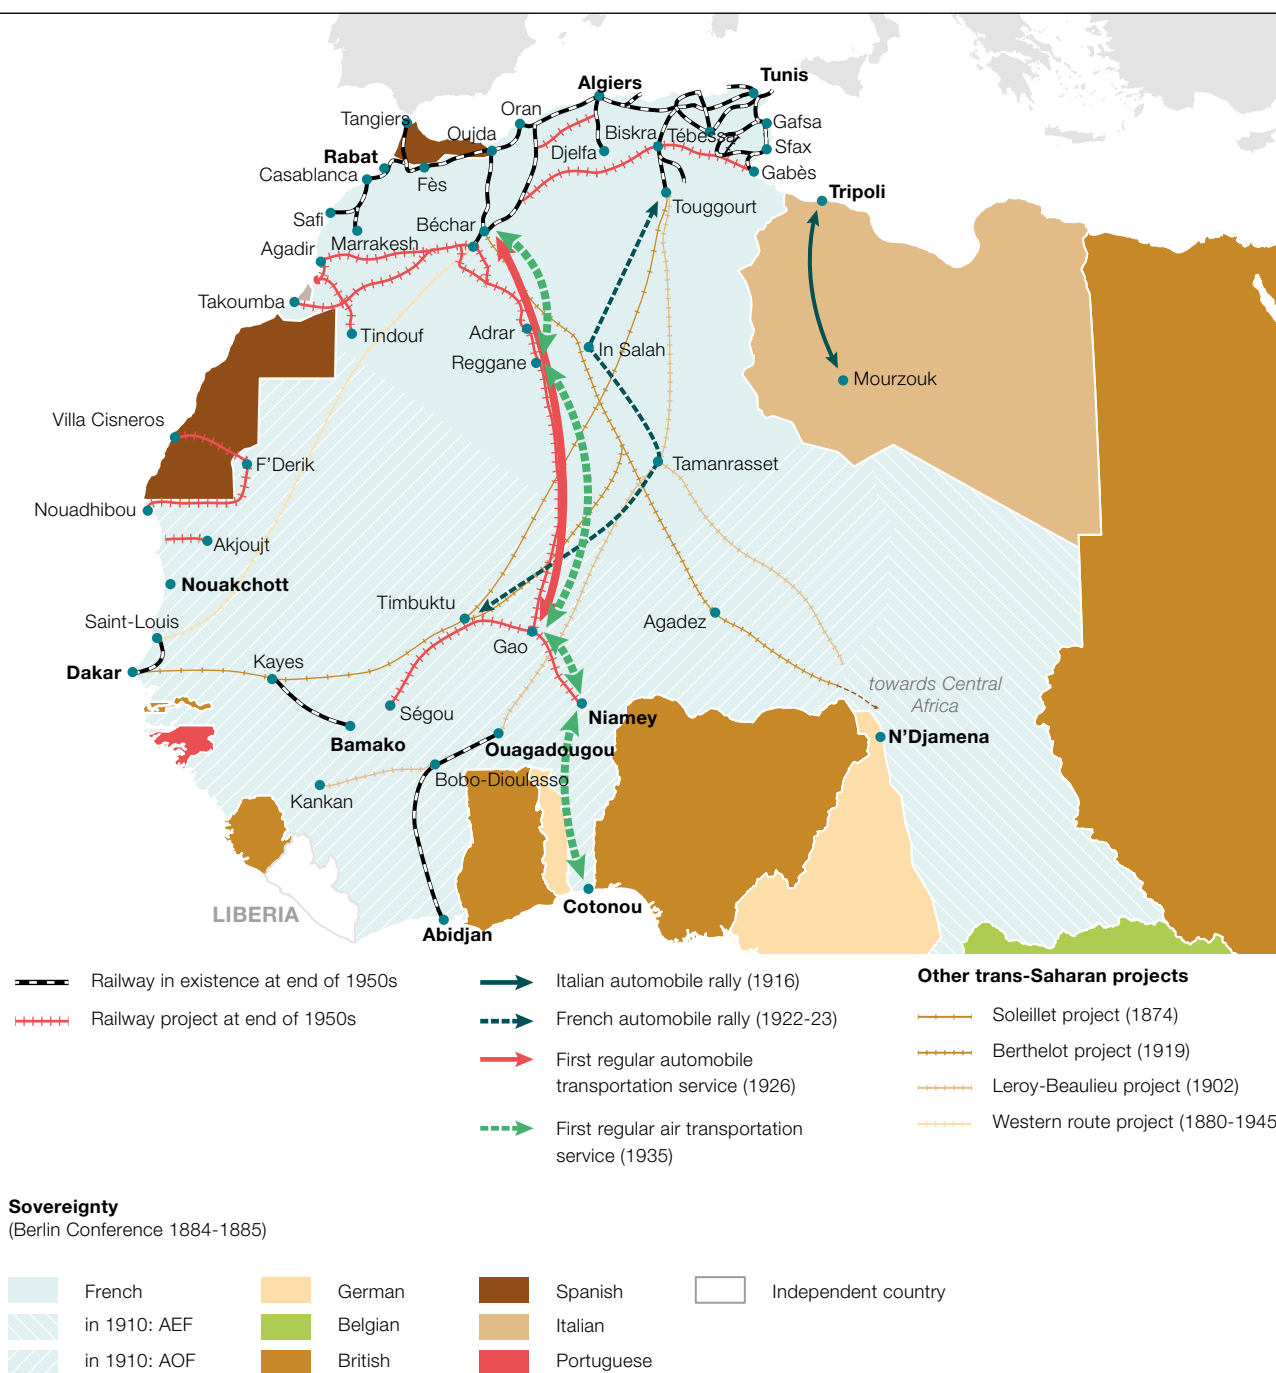 Algiers
Tunis
Tangiers
Oran
Oujda
Biskra
Tébessa
Gafsa
Rabat
Djelfa
Sfax
Casablanca
Fès
Gabès
Tripoli
Safi
Béchar
Touggourt
Marrakesh
Agadir
Takoumba
Tindouf
Adrar
In Salah
Reggane
Mourzouk
Villa Cisneros
F'Derik
Tamanrasset
Nouadhibou
Akjoujt
Nouakchott
Timbuktu
Saint-Louis
Agadez
Gao
Dakar
Kayes
towards Central
Africa
Ségou
Niamey
Bamako
Ouagadougou
N'Djamena
Bobo-Dioulasso
Kankan
LIBERIA
Cotonou
Abidjan
Railway in existence at end of 1950s
Railway project at end of 1950s
Italian automobile rally (1916)
French automobile rally (1922-23)
First regular automobile
transportation service (1926)
First regular air transportation
service (1935)
Other trans-Saharan projects
Soleillet project (1874)
Berthelot project (1919)
Leroy-Beaulieu project (1902)
Western route project (1880-1945
Sovereignty
(Berlin Conference 1884-1885)
French
in 1910: AEF
in 1910: AOF
German
Belgian
British
Spanish
Italian
Portuguese
Independent country